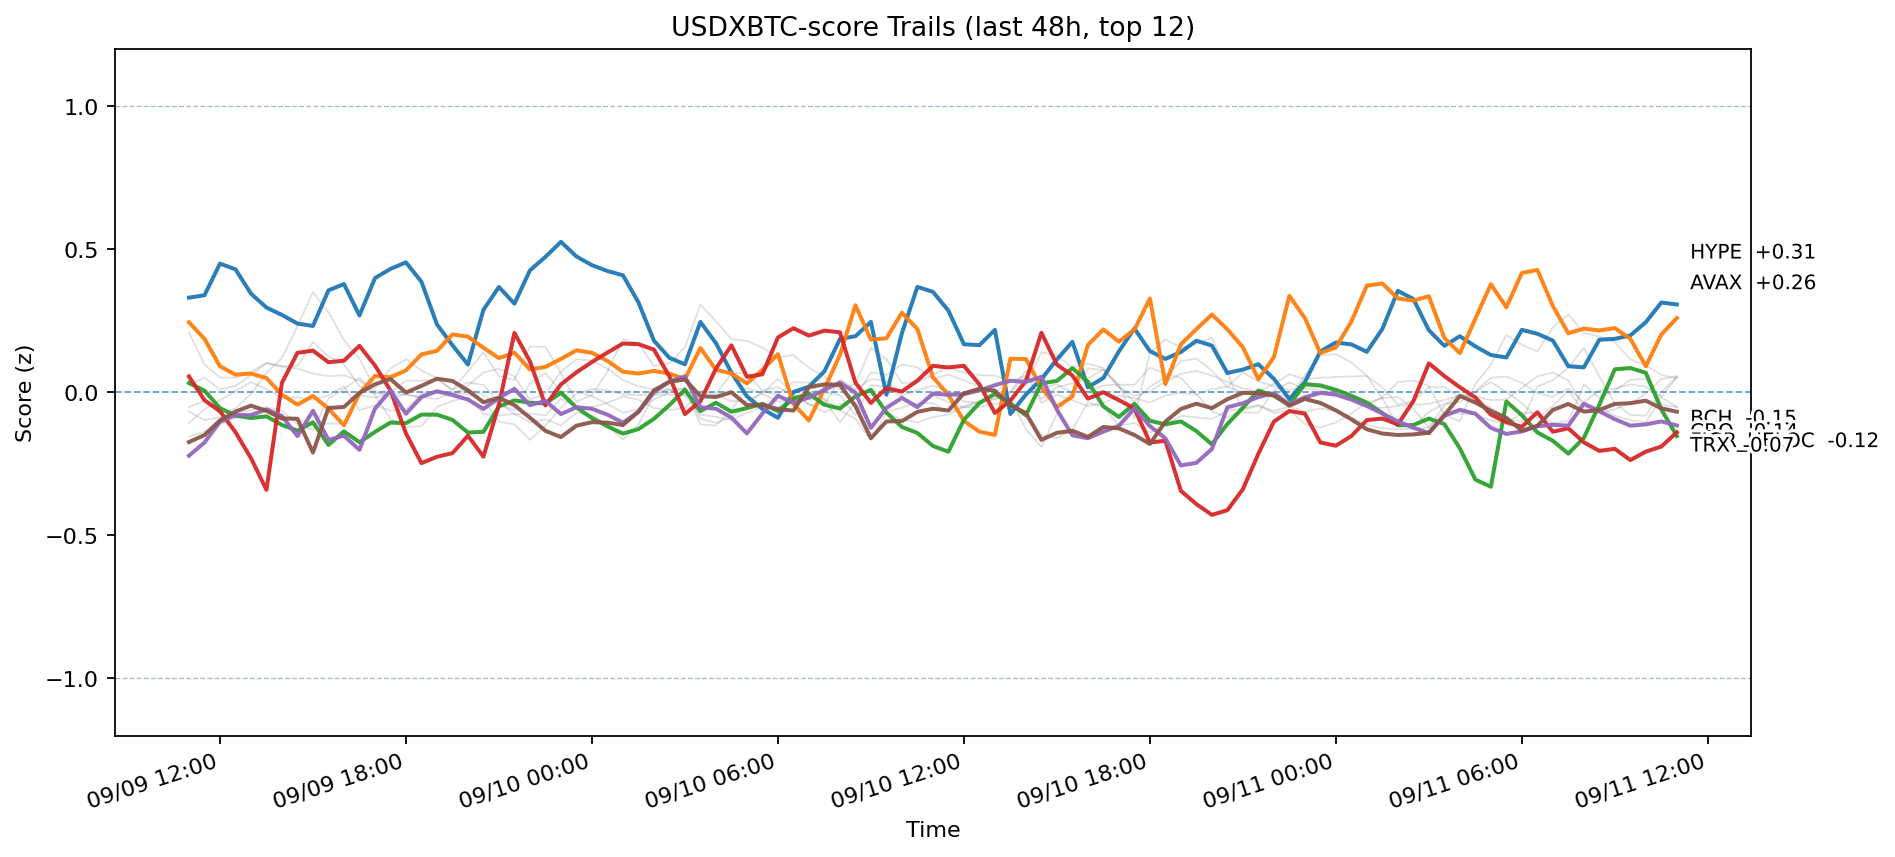 USDXBTC-score Trails (last 48h, top 12)
Score (z)
1.0
0.5
0.0
−0.5
−1.0
HYPE +0.31
AVAX +0.26
BCH -0.15
-0.12
TRX -0.07
09/09 12:00
09/09 18:00
09/10 00:00
09/10 06:00
09/10 12:00
09/10 18:00
09/11 00:00
09/11 06:00
09/11 12:00
Time